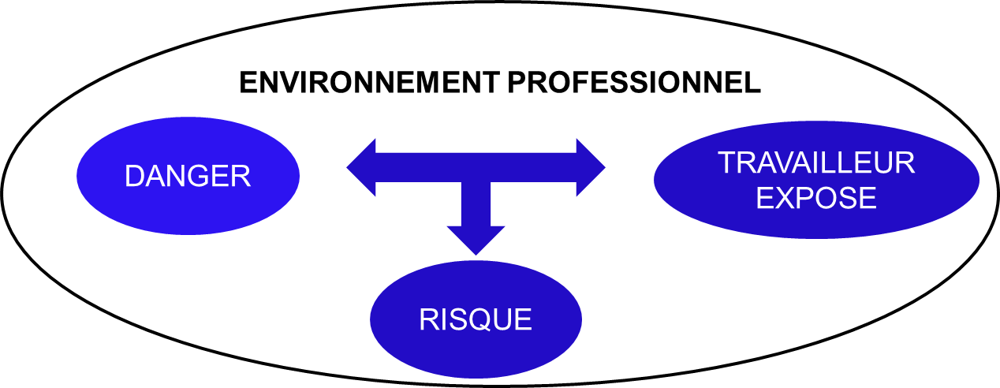 ENVIRONNEMENT PROFESSIONNEL
DANGER
TRAVAILLEUR
EXPOSE
RISQUE